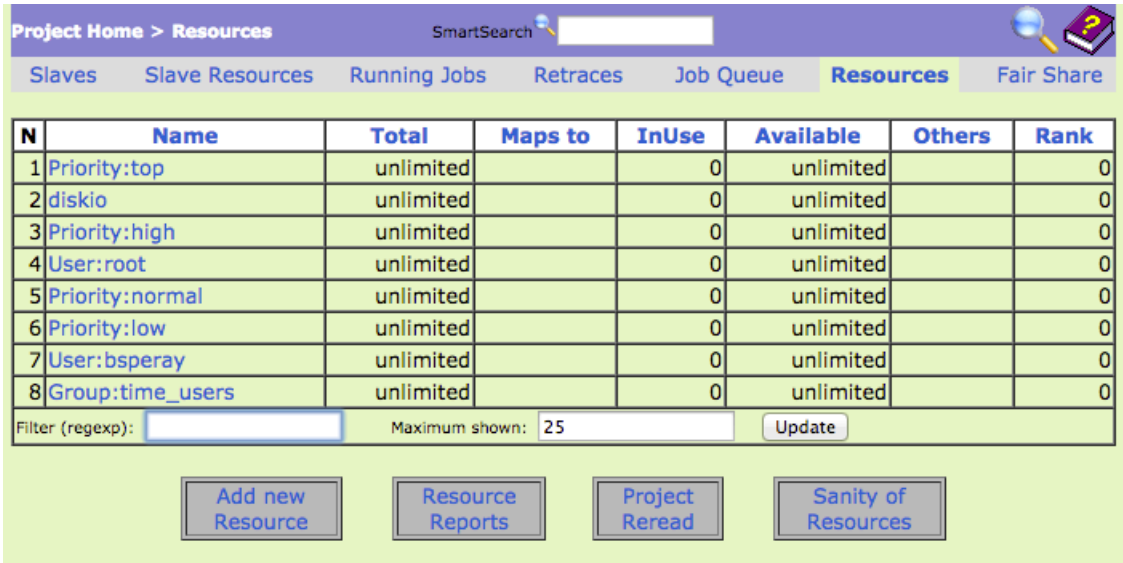 Project Home > Resources SmartSearch ?
Slaves Slave Resources Running Jobs Retraces Job Queue Resources Fair Share
N Name Total Maps to InUse Available Others Rank
1 Priority:top unlimited 0 unlimited 0
2 diskio unlimited 0 unlimited 0
3 Priority:high unlimited 0 unlimited 0
4 User:root unlimited 0 unlimited 0
5 Priority:normal unlimited 0 unlimited 0
6 Priority:low unlimited 0 unlimited 0
7 User:bsperay unlimited 0 unlimited 0
8 Group:time_users unlimited 0 unlimited 0
Filter (regexp): Maximum shown: 25 Update
Add new Resource Project Sanity of
Resource Reports Reread Resources